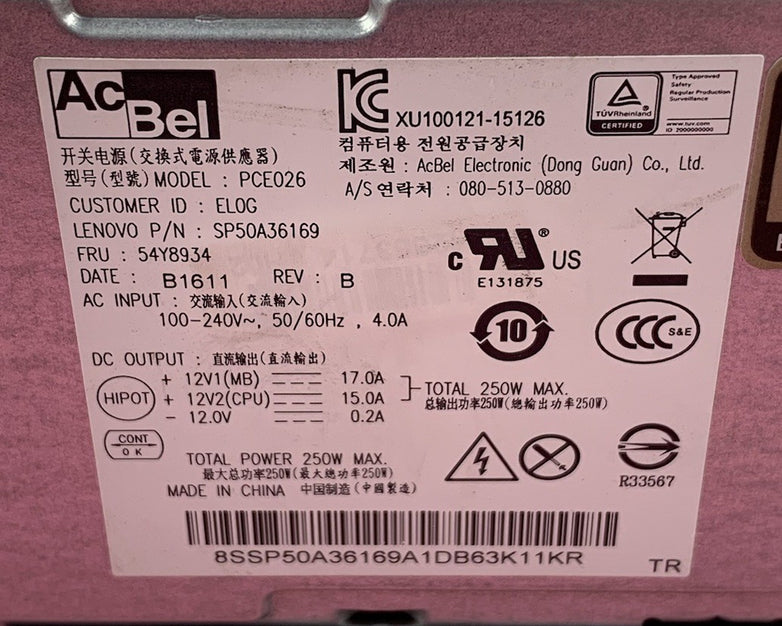 AcBel
KC
XU100121-15126
TÜVRheinland
CERTIFIED
Type Approved
Safety
Regular Production
Surveillance
www.tuv.com
ID 2000000000
컴퓨터용 전원공급장치
开关电源(交换式電源供應器)
제조원 : AcBel Electronic (Dong Guan) Co., Ltd.
型号(型號) MODEL : PCE026
A/S 연락처 : 080-513-0880
CUSTOMER ID : ELOG
LENOVO P/N : SP50A36169
FRU : 54Y8934
c RU ® US
E131875
DATE : B1611 REV : B
AC INPUT : 交流输入(交流輸入)
100-240V~, 50/60Hz , 4.0A
10
CCC S&E
DC OUTPUT : 直流输出(直流輸出)
HIPOT
+ 12V1(MB) 17.0A
+ 12V2(CPU) 15.0A
- 12.0V 0.2A
TOTAL 250W MAX.
总输出功率250W(總輸出功率250W)
CONT
OK
TOTAL POWER 250W MAX.
最大总功率250W(最大總功率250W)
MADE IN CHINA 中国制造(中國製造)
R33567
8SSP50A36169A1DB63K11KR
TR